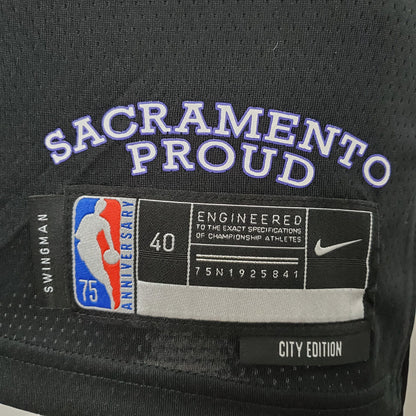 SACRAMENTO
PROUD
SWINGMAN
75
ANNIVERSARY
40
ENGINEERED
TO THE EXACT SPECIFICATIONS
OF CHAMPIONSHIP ATHLETES
75N1925841
CITY EDITION